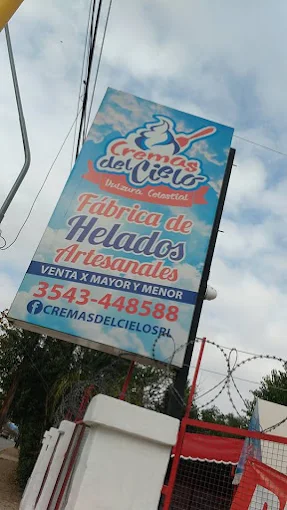 Cremas
del Cielo
Dulzura Celestial
Fábrica de
Helados
Artesanales
VENTA X MAYOR Y MENOR
3543-448588
CREMASDELCIELOSRL